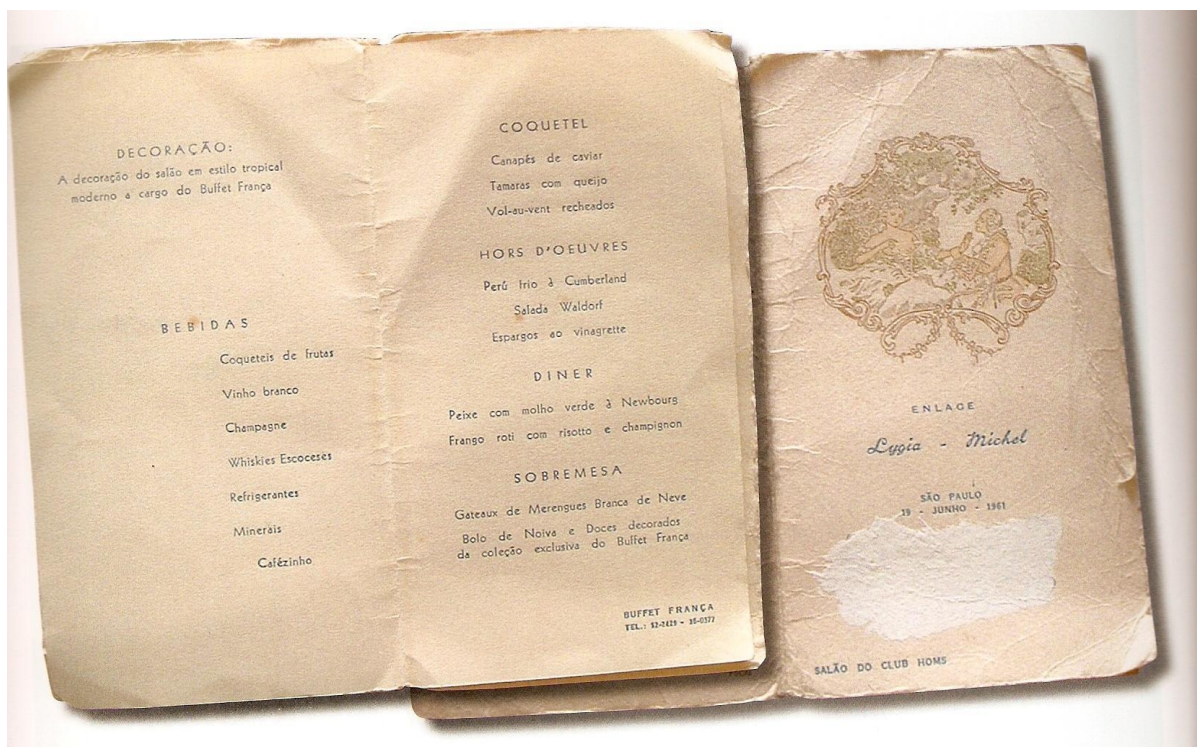 DECORAÇÃO:
A decoração do salão em estilo tropical
moderno a cargo do Buffet França
BEBIDAS
Coqueteis de frutas
Vinho branco
Champagne
Whiskies Escoceses
Refrigerantes
Minerais
Cafézinho
COQUETEL
Canapés de caviar
Tamaras com queijo
Vol-au-vent recheados
HORS D'OEUVRES
Perú frio à Cumberland
Salada Waldorf
Espargos ao vinagrette
DINER
Peixe com molho verde à Newbourg
Frango roti com risotto e champignon
SOBREMESA
Gateaux de Merengues Branca de Neve
Bolo de Noiva e Doces decorados
da coleção exclusiva do Buffet França
BUFFET FRANÇA
TEL.:
ENLACE
Lygia - Michel
SÃO PAULO
19 - JUNHO - 1961
SALÃO DO CLUB HOMS